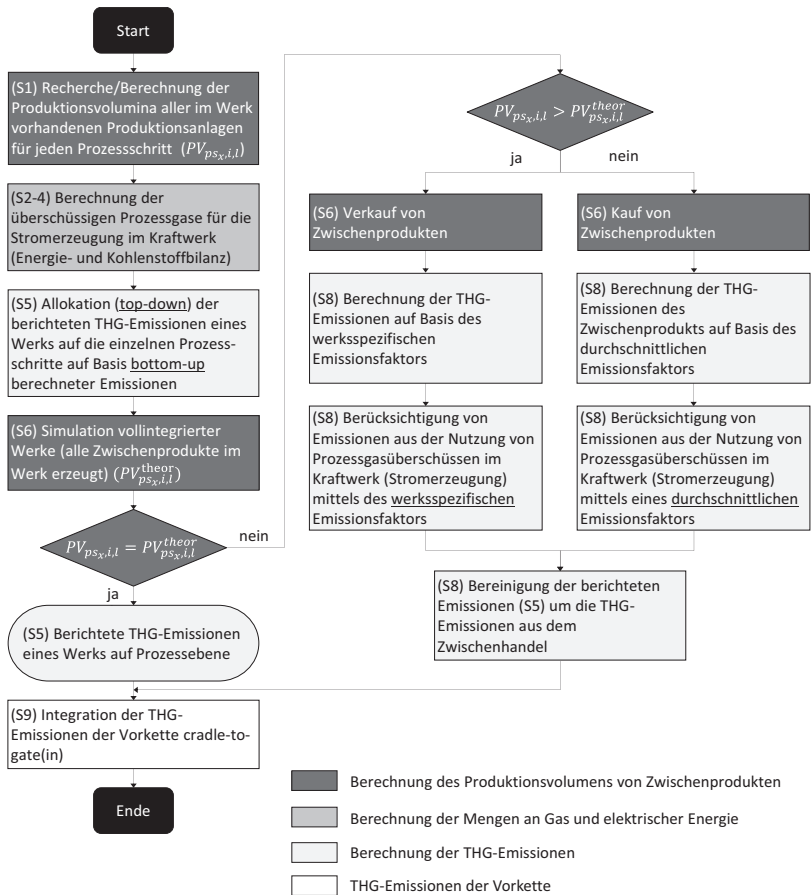 Start
(S1) Recherche/Berechnung der
Produktionsvolumina aller im Werk
vorhandenen Produktionsanlagen
für jeden Prozessschritt (PV_{ps_x,i,l})
(S2-4) Berechnung der
überschüssigen Prozessgase für die
Stromerzeugung im Kraftwerk
(Energie- und Kohlenstoffbilanz)
(S5) Allokation (top-down) der
berichteten THG-Emissionen eines
Werks auf die einzelnen Prozess-
schritte auf Basis bottom-up
berechneter Emissionen
(S6) Simulation vollintegrierter
Werke (alle Zwischenprodukte im
Werk erzeugt) (PV_{ps_x,i,l}^{theor})
PV_{ps_x,i,l} = PV_{ps_x,i,l}^{theor}
nein
ja
(S5) Berichtete THG-Emissionen
eines Werks auf Prozessebene
(S9) Integration der THG-
Emissionen der Vorkette cradle-to-
gate(in)
Ende
PV_{ps_x,i,l} > PV_{ps_x,i,l}^{theor}
ja
nein
(S6) Verkauf von
Zwischenprodukten
(S8) Berechnung der THG-
Emissionen auf Basis des
werksspezifischen
Emissionsfaktors
(S8) Berücksichtigung von
Emissionen aus der Nutzung von
Prozessgasüberschüssen im
Kraftwerk (Stromerzeugung)
mittels des werksspezifischen
Emissionsfaktors
(S6) Kauf von
Zwischenprodukten
(S8) Berechnung der THG-
Emissionen des
Zwischenprodukts auf Basis des
durchschnittlichen
Emissionsfaktors
(S8) Berücksichtigung von
Emissionen aus der Nutzung von
Prozessgasüberschüssen im
Kraftwerk (Stromerzeugung)
mittels eines durchschnittlichen
Emissionsfaktors
(S8) Bereinigung der berichteten
Emissionen (S5) um die THG-
Emissionen aus dem
Zwischenhandel
Berechnung des Produktionsvolumens von Zwischenprodukten
Berechnung der Mengen an Gas und elektrischer Energie
Berechnung der THG-Emissionen
THG-Emissionen der Vorkette